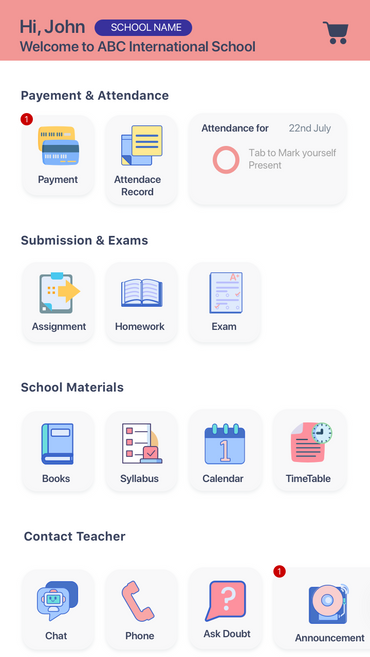 Hi, John SCHOOL NAME
Welcome to ABC International School
Payement & Attendance
1
Payment
Attendace
Record
Attendance for 22nd July
Tab to Mark yourself
Present
Submission & Exams
Assignment
Homework
A+
Exam
School Materials
Books
Syllabus
1
Calendar
TimeTable
Contact Teacher
Chat
Phone
?
Ask Doubt
1
Announcement